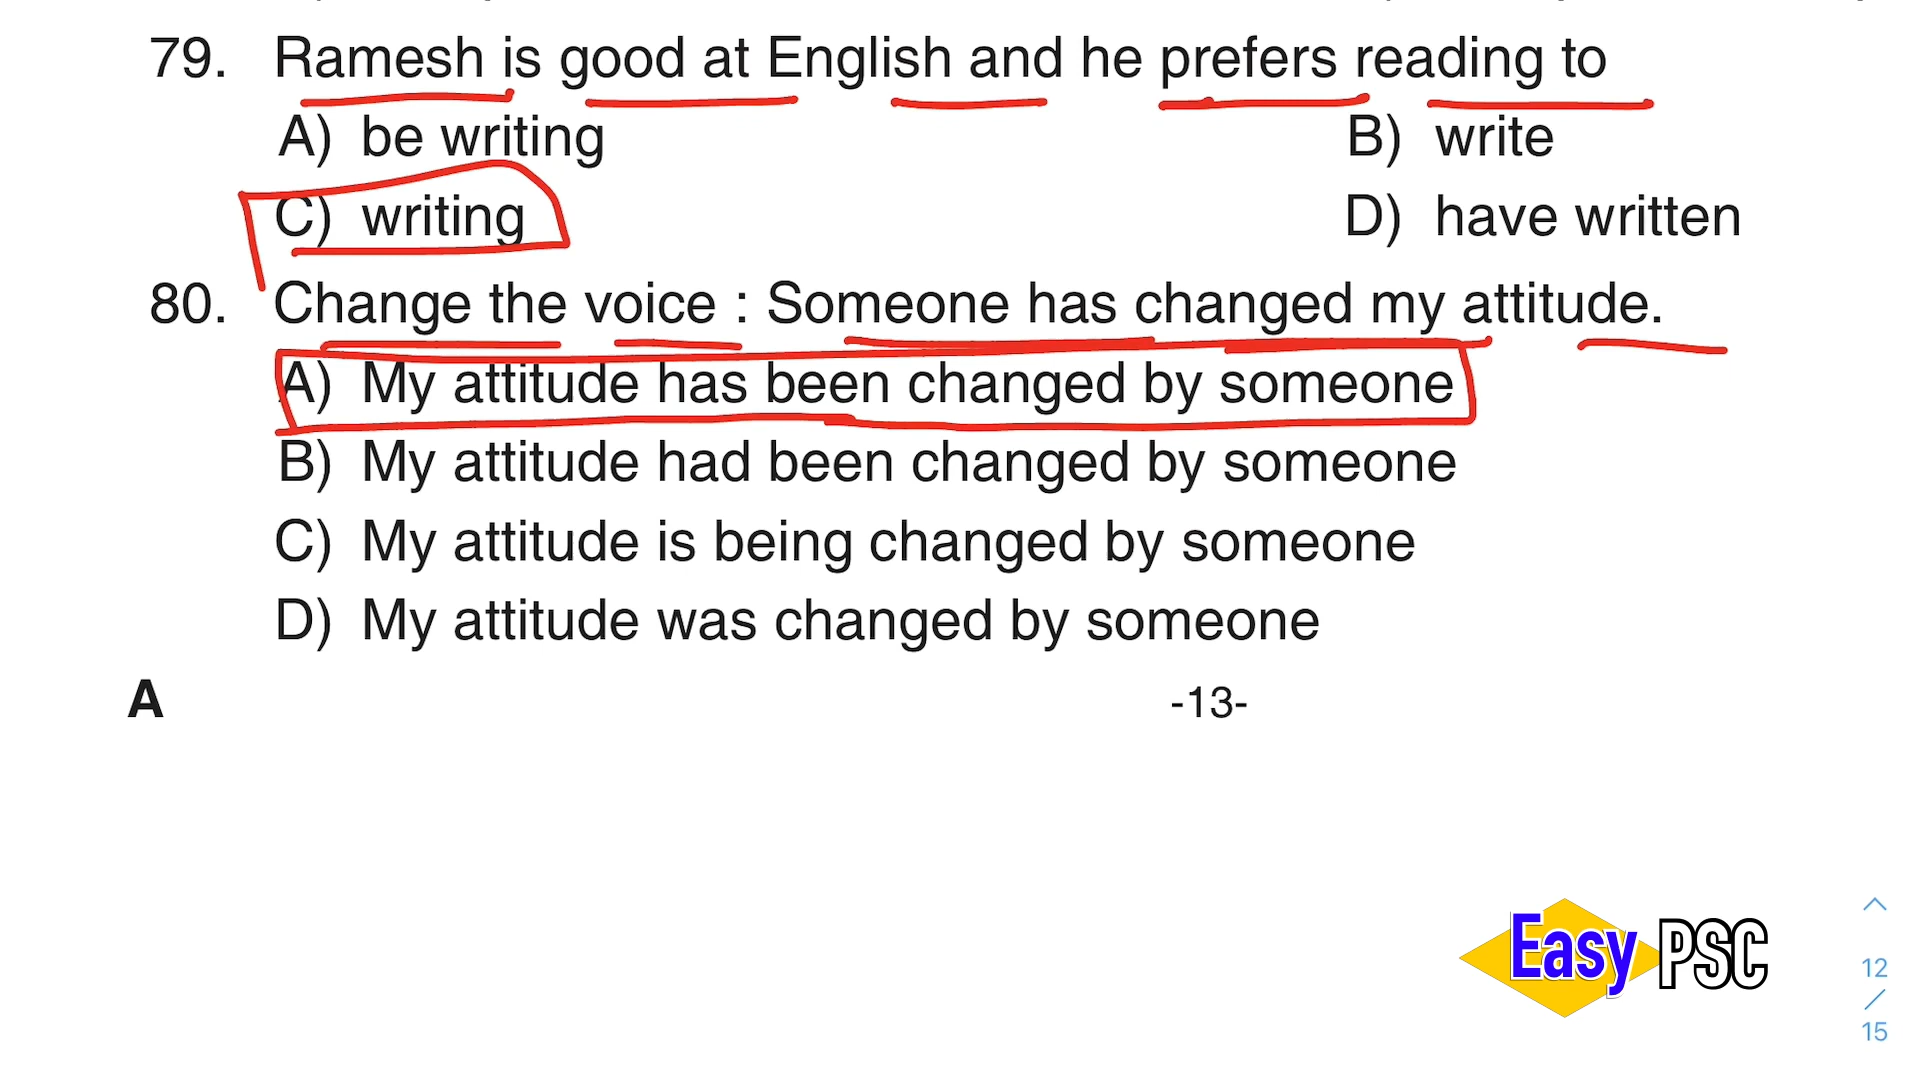 79. Ramesh is good at English and he prefers reading to
A) be writing B) write
C) writing D) have written
80. Change the voice : Someone has changed my attitude.
A) My attitude has been changed by someone
B) My attitude had been changed by someone
C) My attitude is being changed by someone
D) My attitude was changed by someone
A -13-
Easy PSC
12
/
15